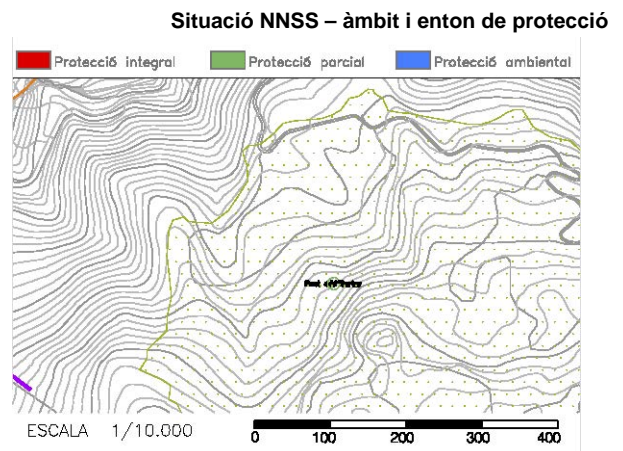 Situació NNSS – àmbit i enton de protecció
Protecció integral Protecció parcial Protecció ambiental
ESCALA 1/10.000
0 100 200 300 400